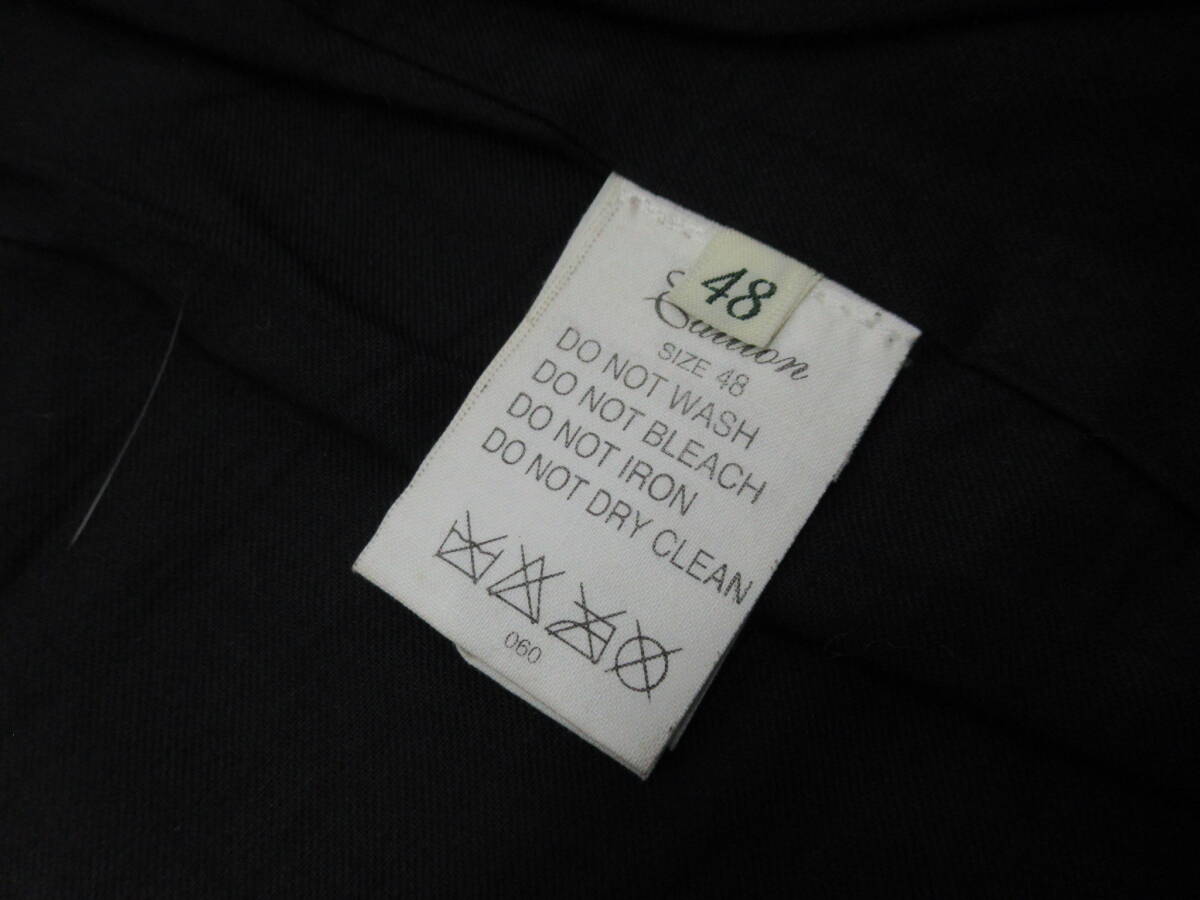 48
SIZE 48
DO NOT WASH
DO NOT BLEACH
DO NOT IRON
DO NOT DRY CLEAN
060